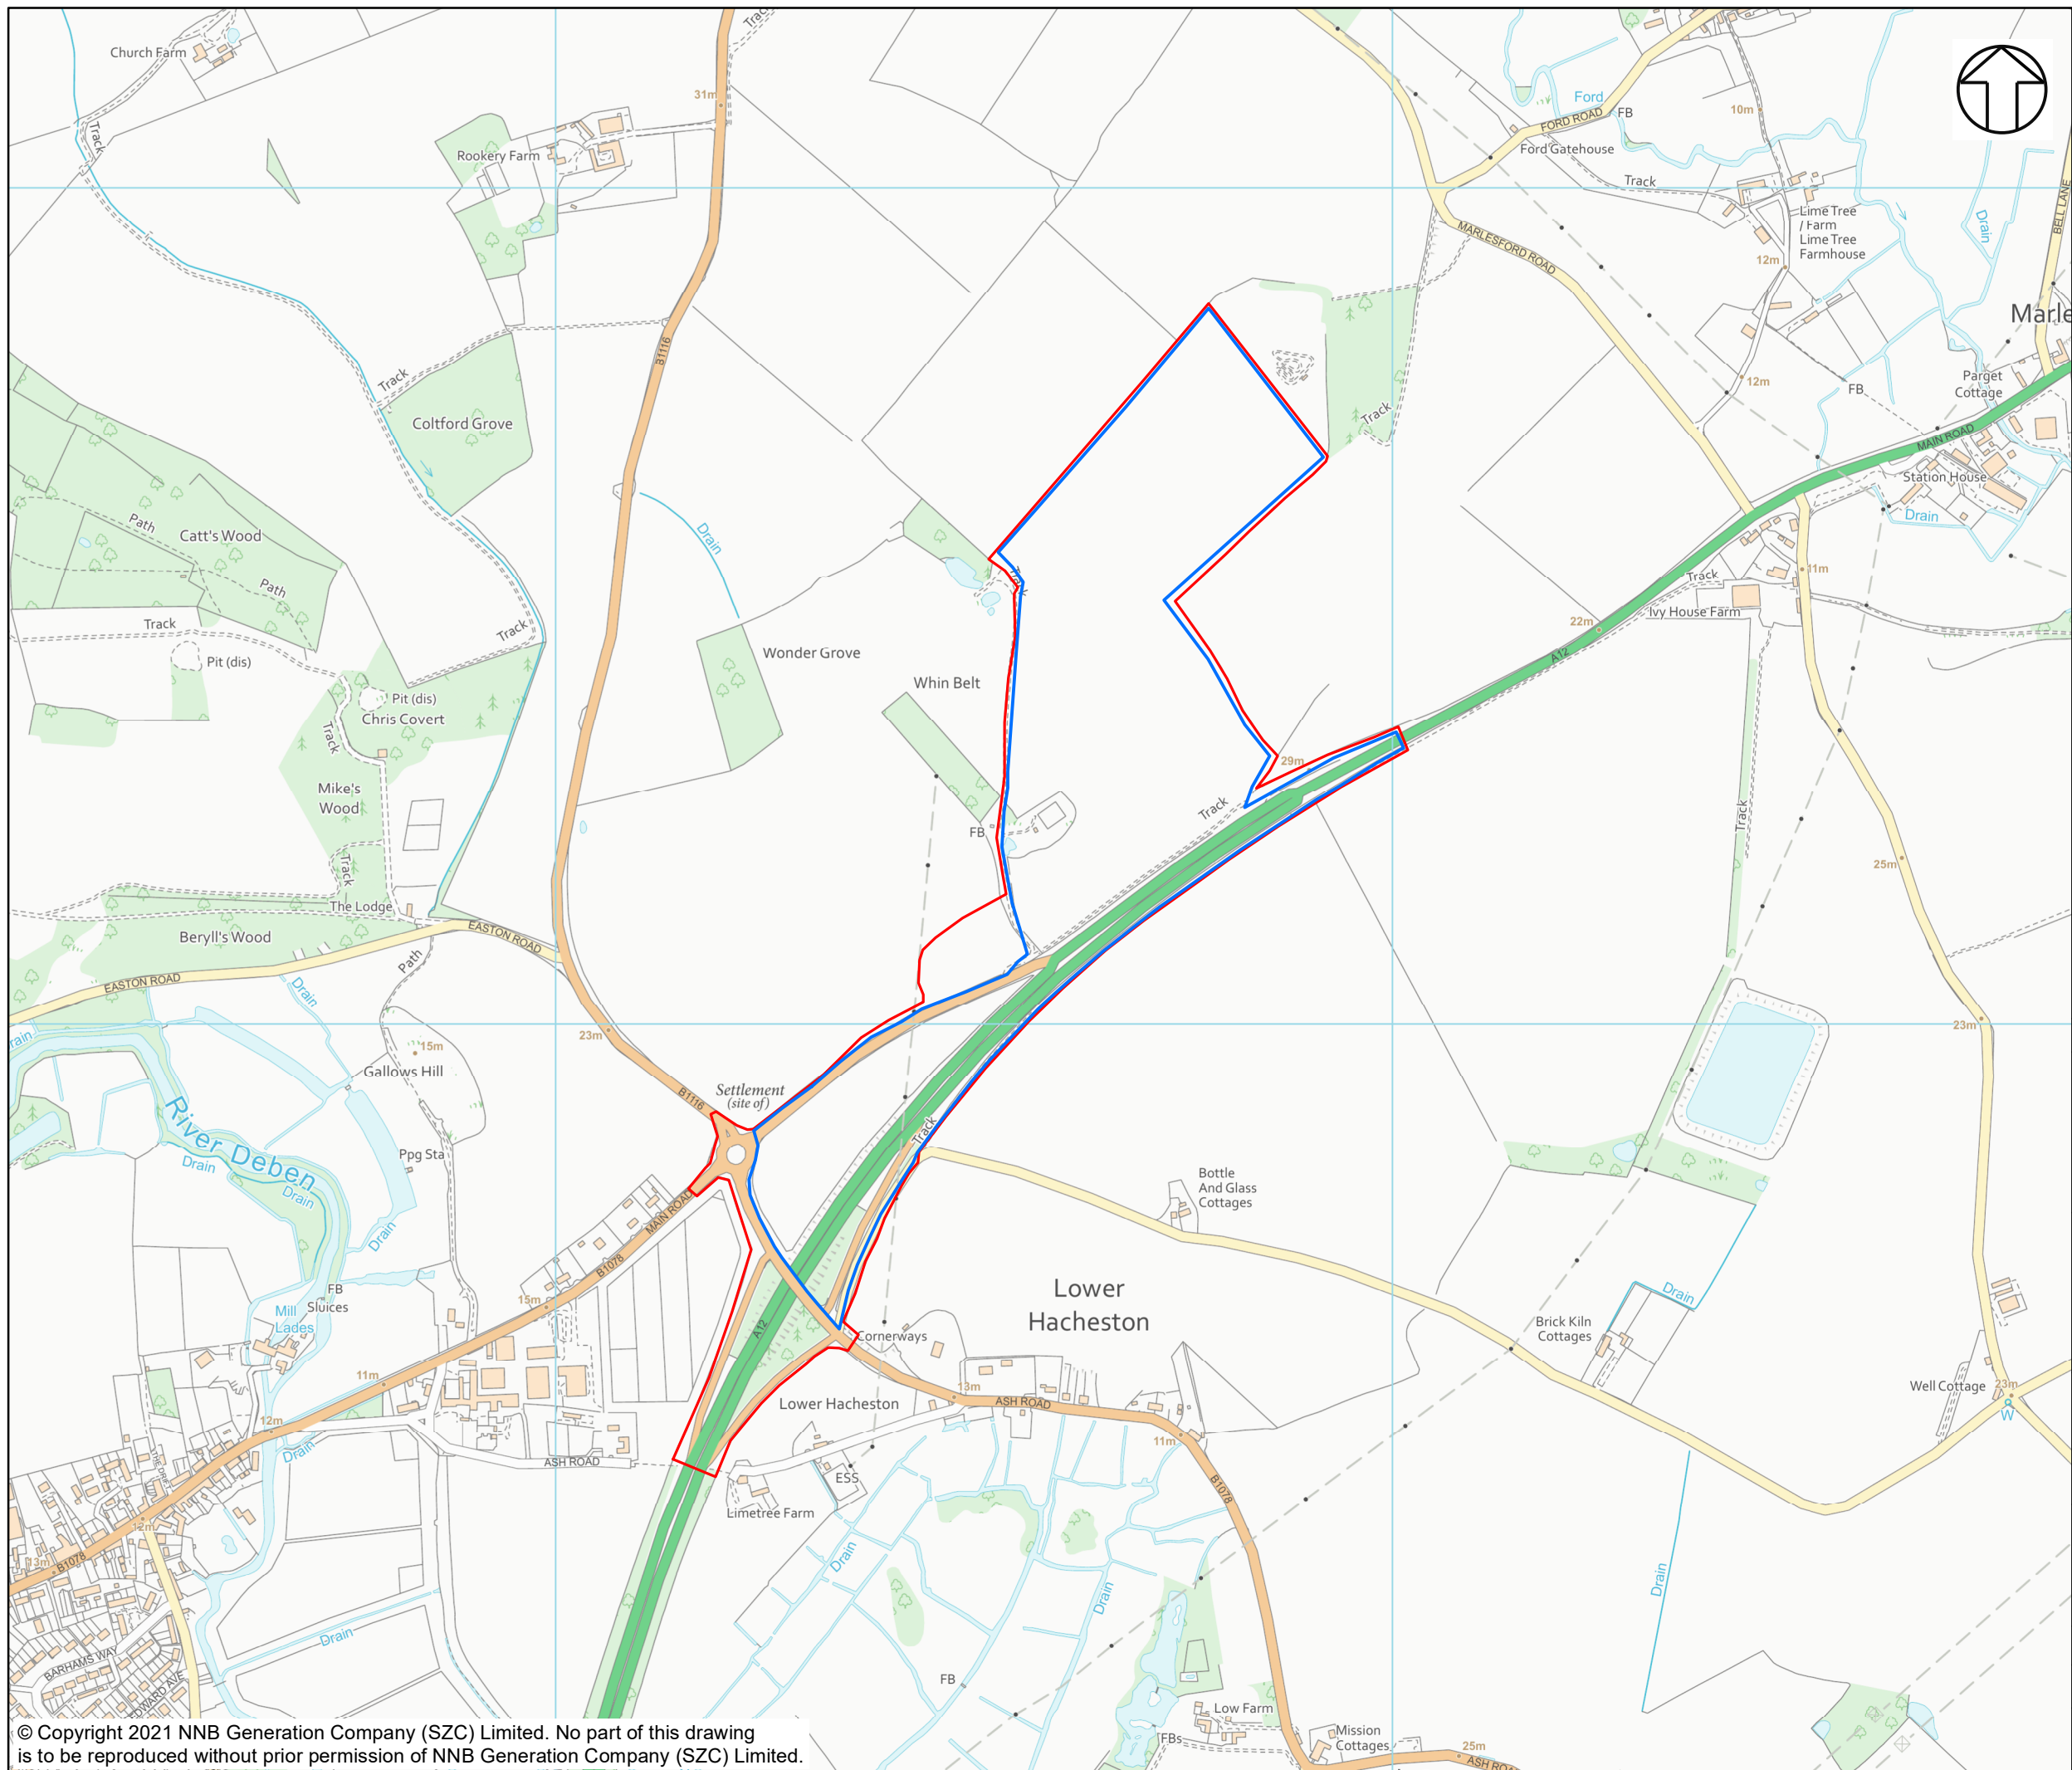 Track
Church Farm
31m
Track
Ford
FB
FORD ROAD
10m
Rookery Farm
Ford Gatehouse
Track
BELL LANE
Lime Tree
/ Farm
Lime Tree
Farmhouse
Drain
MARLESFORD ROAD
12m
Marle
B1116
Track
12m
FB
Parget
Cottage
Track
Coltford Grove
MAIN ROAD
Station House
Drain
Catt's Wood
Path
Path
Drain
Track
Track
11m
Ivy House Farm
22m
A12
Track
Track
Pit (dis)
Wonder Grove
Whin Belt
Pit (dis)
Chris Covert
Track
29m
Mike's
Wood
Track
Track
FB
Track
25m
The Lodge
Beryll's Wood
EASTON ROAD
Path
EASTON ROAD
Drain
23m
23m
rain
15m
Gallows Hill
Settlement
(site of)
B1116
River Deben
Track
Ppg Sta
Drain
Drain
Drain
Bottle
And Glass
Cottages
MAIN ROAD
B1078
FB
Sluices
Mill
Lades
15m
Lower
Hacheston
Drain
Brick Kiln
Cottages
A12
Cornerways
11m
13m
Well Cottage
23m
W
Lower Hacheston
ASH ROAD
12m
Drain
11m
ASH ROAD
ESS
B1078
Limetree Farm
THE DRIF
12m
13m
B1078
Drain
Drain
Drain
Drain
BARHAMS WAY
EDWARD AVE
FB
Low Farm
FBs
Mission
Cottages
25m
ASH ROA
© Copyright 2021 NNB Generation Company (SZC) Limited. No part of this drawing
is to be reproduced without prior permission of NNB Generation Company (SZC) Limited.